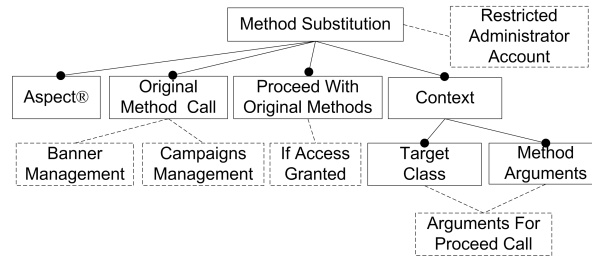 Method Substitution
Restricted
Administrator
Account
Aspect®
Original
Method Call
Proceed With
Original Methods
Context
Banner
Management
Campaigns
Management
If Access
Granted
Target
Class
Method
Arguments
Arguments For
Proceed Call